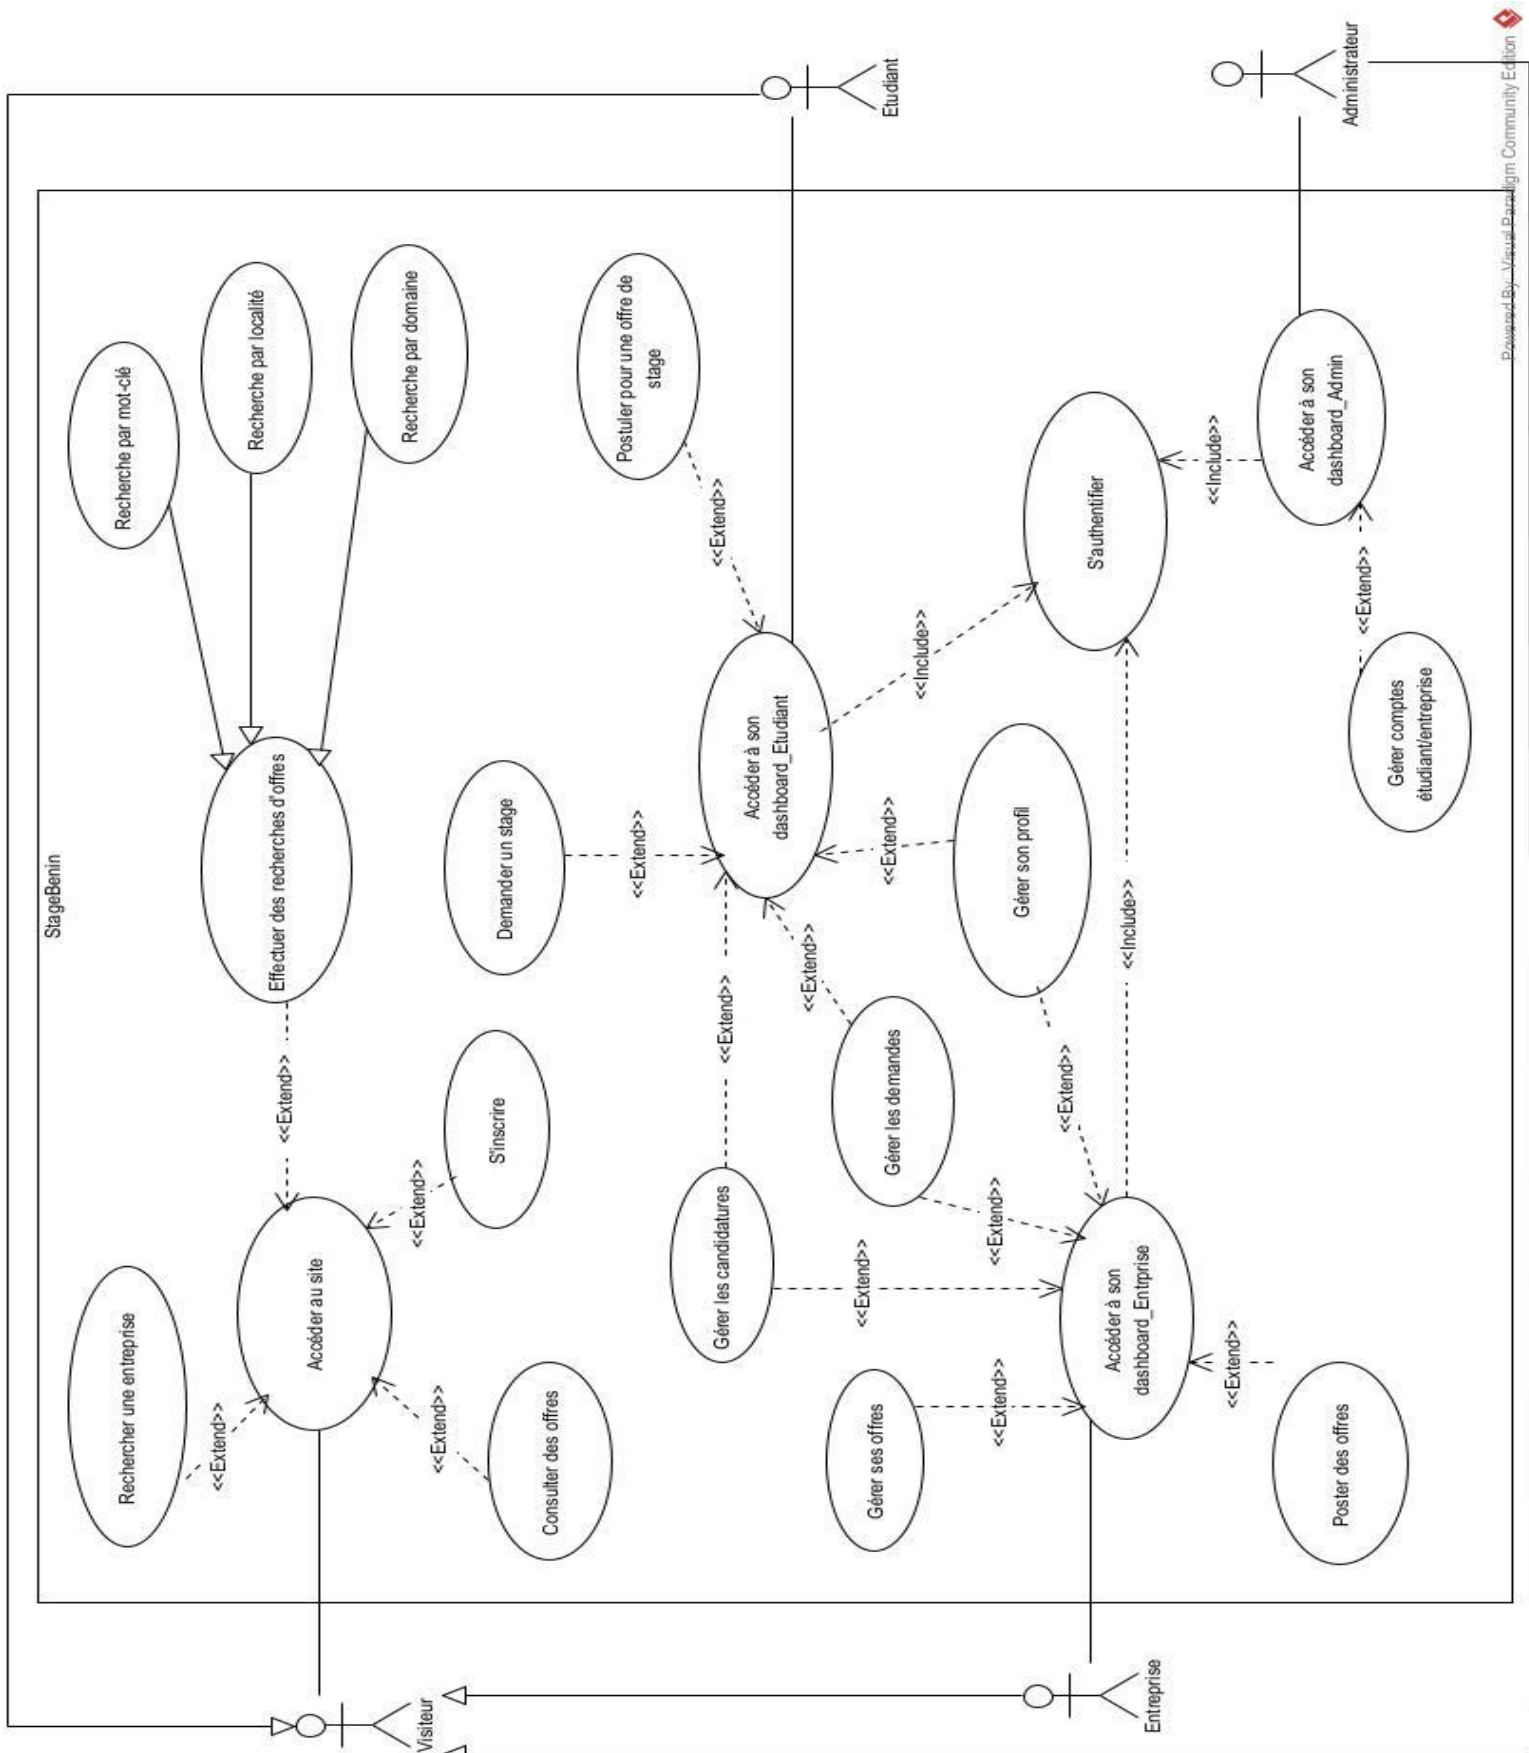 StageBenin
Rechercher une entreprise
<<Extend>>
Accéder au site
<<Extend>>
Consulter des offres
<<Extend>>
S'inscrire
<<Extend>>
Effectuer des recherches d'offres
Recherche par mot-clé
Recherche par localité
Recherche par domaine
Visiteur
Demander un stage
<<Extend>>
Postuler pour une offre de
stage
<<Extend>>
Accéder à son
dashboard_Etudiant
Etudiant
Gérer les candidatures
<<Extend>>
<<Extend>>
Gérer les demandes
<<Extend>>
<<Extend>>
Gérer son profil
<<Extend>>
<<Extend>>
<<Include>>
S'authentifier
<<Include>>
<<Include>>
Gérer ses offres
<<Extend>>
Accéder à son
dashboard_Entrprise
<<Extend>>
Poster des offres
Entreprise
Accéder à son
dashboard_Admin
<<Extend>>
Gérer comptes
étudiant/entreprise
Administrateur
Powered By: Visual Paradigm Community Edition